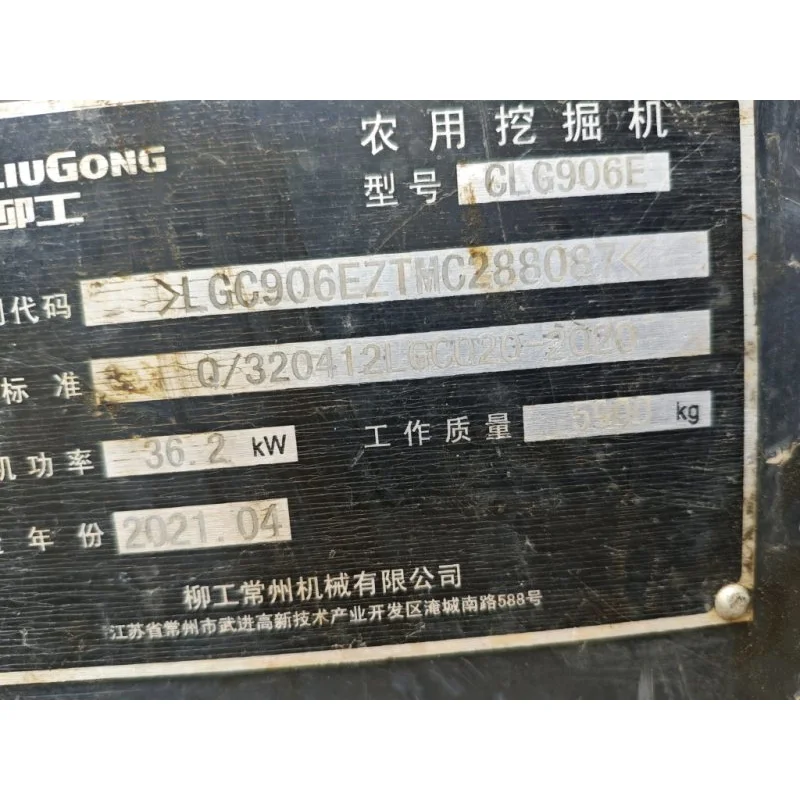 农用挖掘机
LIUGONG
柳工
型号 CLG906E
代码 >LGC906EZTMC288087<
标准 Q/320412LGC020-2020
机功率 36.2 kW 工作质量 kg
年份 2021.04
柳工常州机械有限公司
江苏省常州市武进高新技术产业开发区淹城南路588号